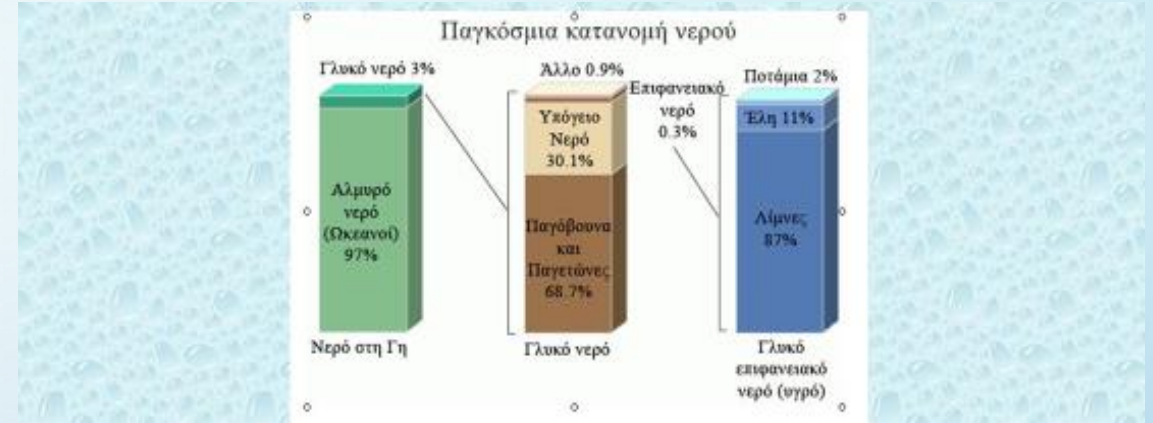 Παγκόσμια κατανομή νερού
Γλυκό νερό 3%
Αλμυρό
νερό
(Ωκεανοί)
97%
Νερό στη Γη
Άλλο 0.9%
Υπόγειο
Νερό
30.1%
Παγόβουνα
και
Παγετώνες
68.7%
Γλυκό νερό
Επιφανειακό
νερό
0.3%
Ποτάμια 2%
Έλη 11%
Λίμνες
87%
Γλυκό
επιφανειακό
νερό (υγρό)